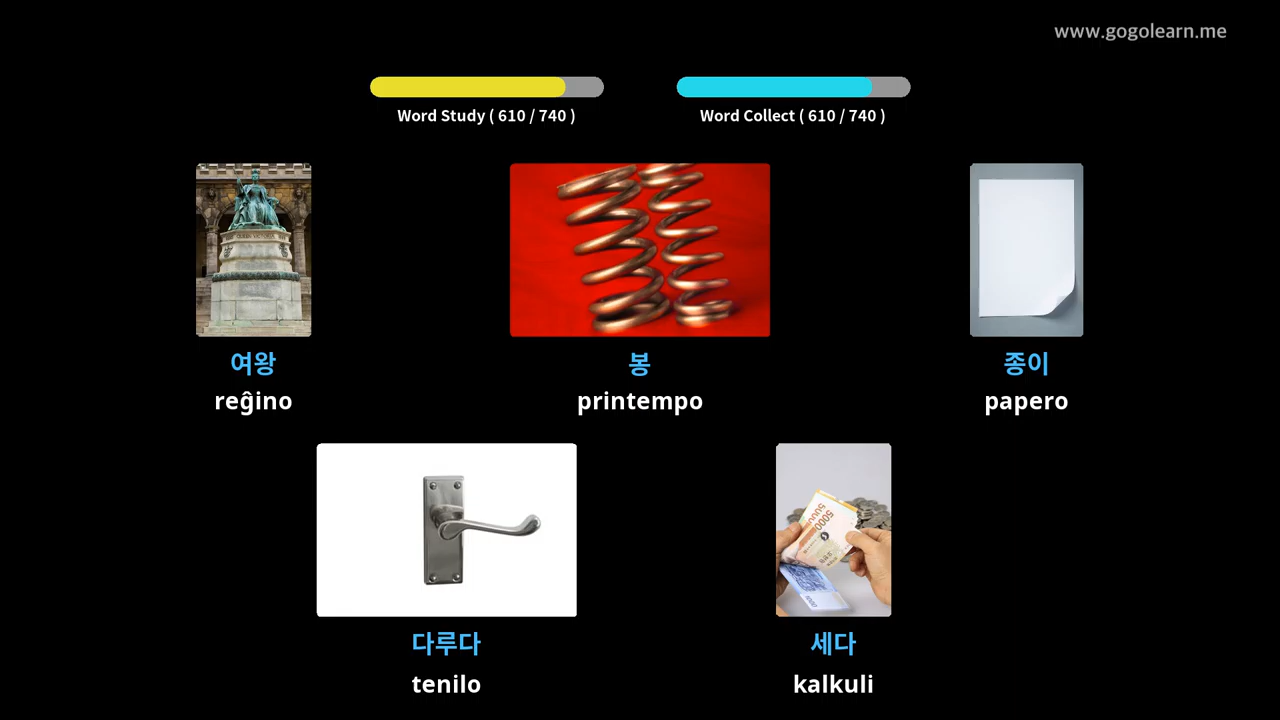 www.gogolearn.me
Word Study ( 610 / 740 )
Word Collect ( 610 / 740 )
여왕
봉
종이
reĝino
printempo
papero
다루다
세다
tenilo
kalkuli